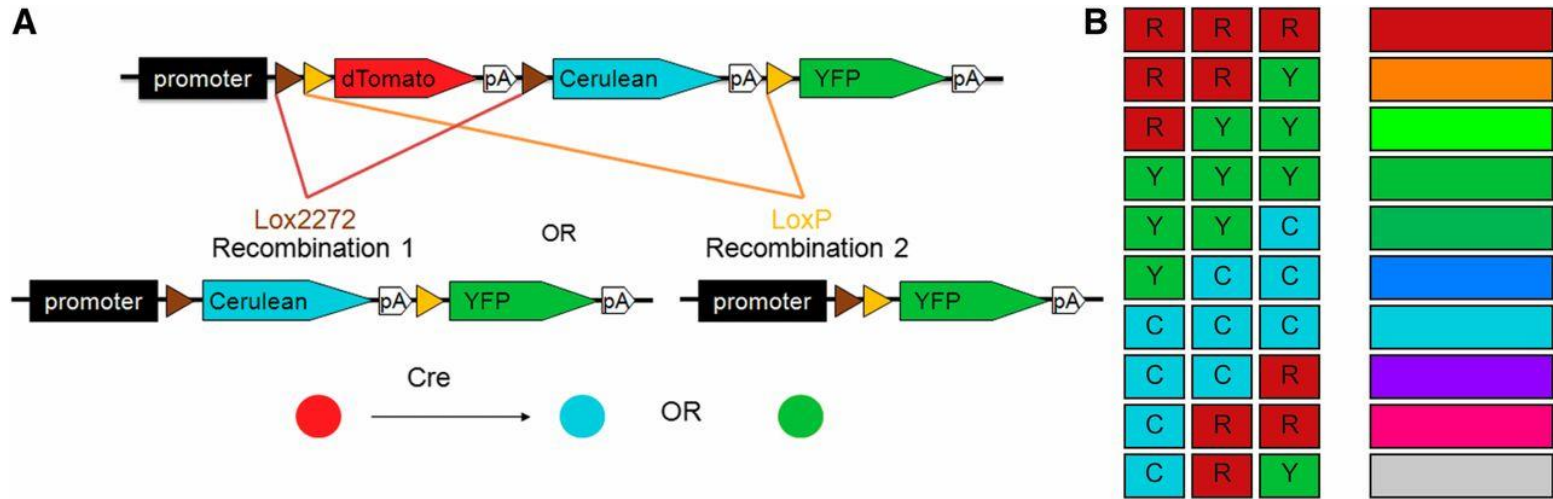 A
promoter dTomato pA Cerulean pA YFP pA
Lox2272
Recombination 1
OR
LoxP
Recombination 2
promoter Cerulean pA YFP pA
promoter YFP pA
Cre
OR
B
R R R
R R Y
R Y Y
Y Y Y
Y Y C
Y C C
C C C
C C R
C R R
C R Y